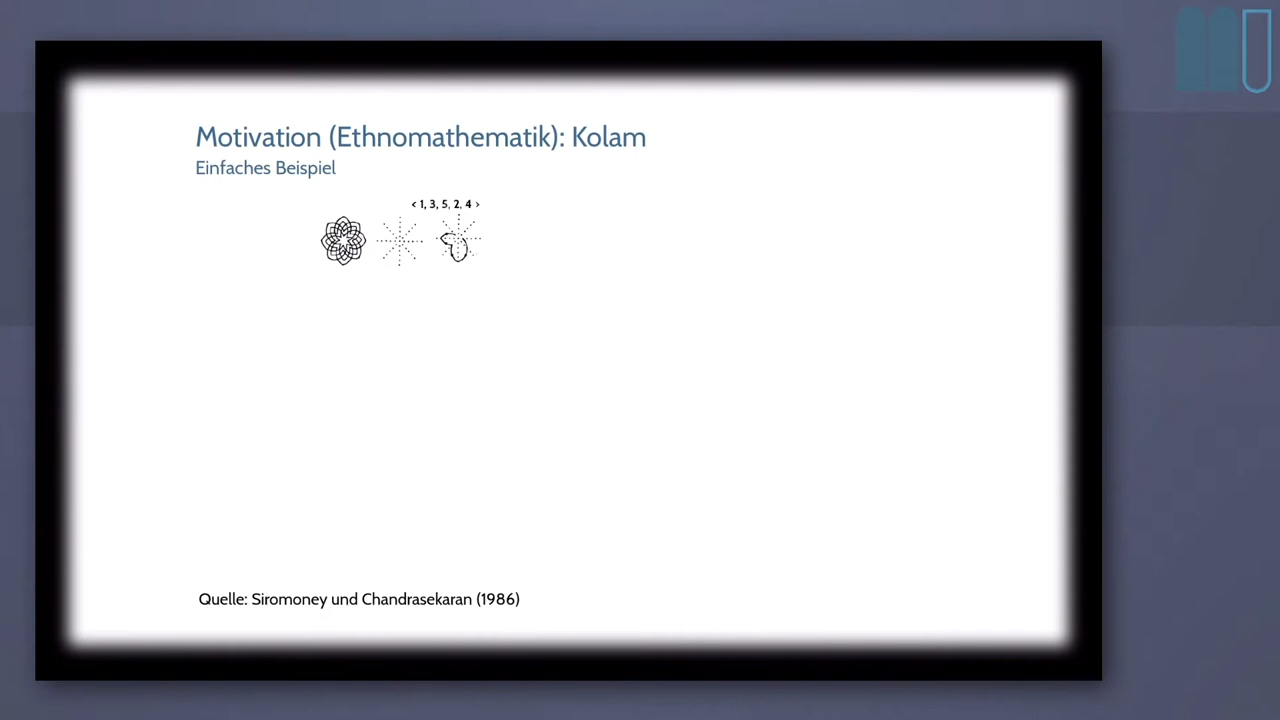 Motivation (Ethnomathematik): Kolam
Einfaches Beispiel
< 1, 3, 5, 2, 4 >
Quelle: Siromoney und Chandrasekaran (1986)